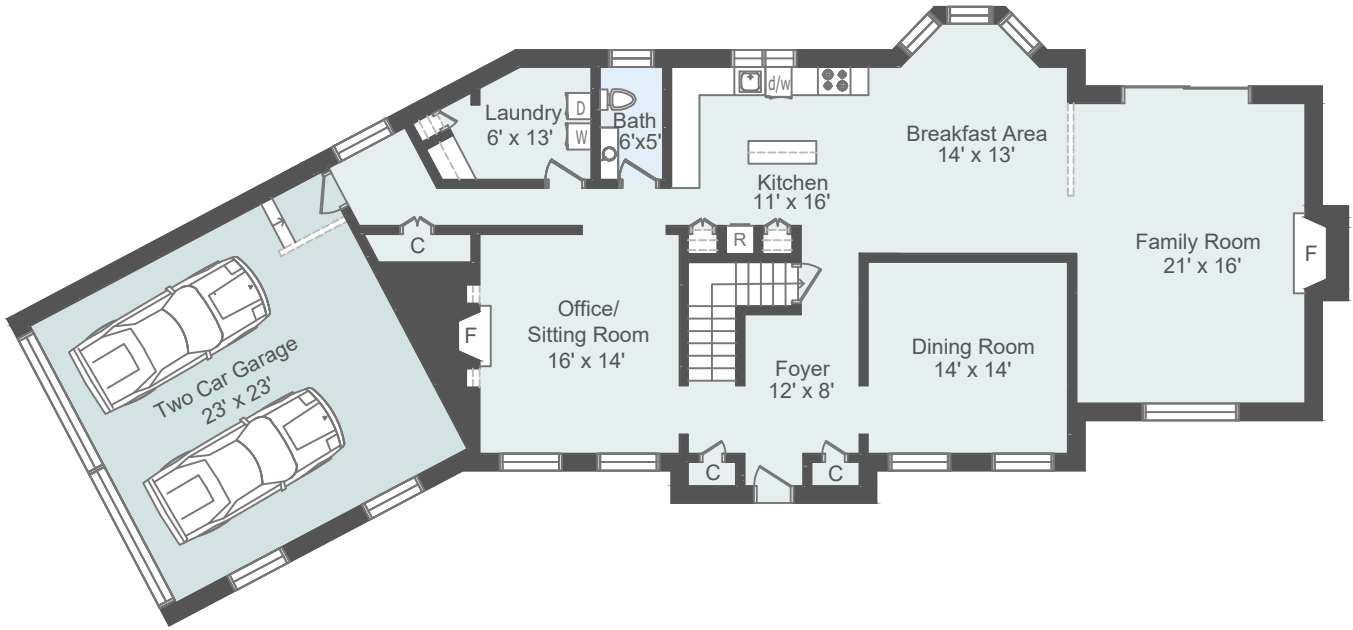 Laundry
6' x 13'
D
W
Bath
6'x5'
d/w
Kitchen
11' x 16'
Breakfast Area
14' x 13'
R
C
Family Room
21' x 16'
F
Office/
Sitting Room
16' x 14'
F
Two Car Garage
23' x 23'
Foyer
12' x 8'
Dining Room
14' x 14'
C
C